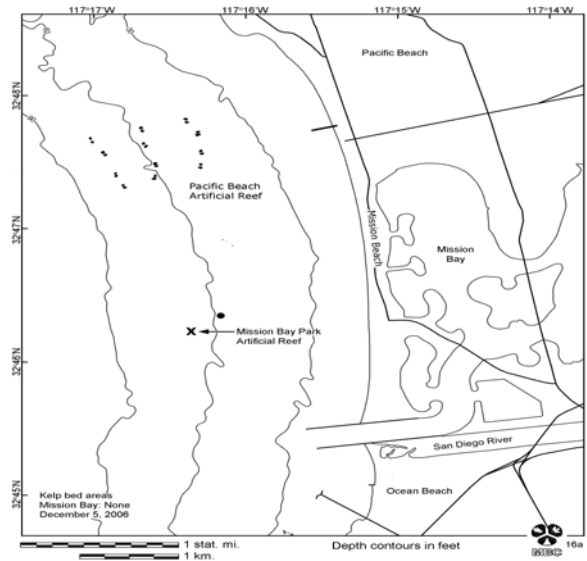 117°17'W 117°16'W 117°15'W 117°14'W
32°48'N
32°47'N
32°46'N
32°45'N
Pacific Beach
Pacific Beach
Artificial Reef
Mission Beach
Mission
Bay
Mission Bay Park
Artificial Reef
X
San Diego River
Ocean Beach
Kelp bed areas
Mission Bay: None
December 5, 2006
1 stat. mi.
1 km.
Depth contours in feet
MBC
16a